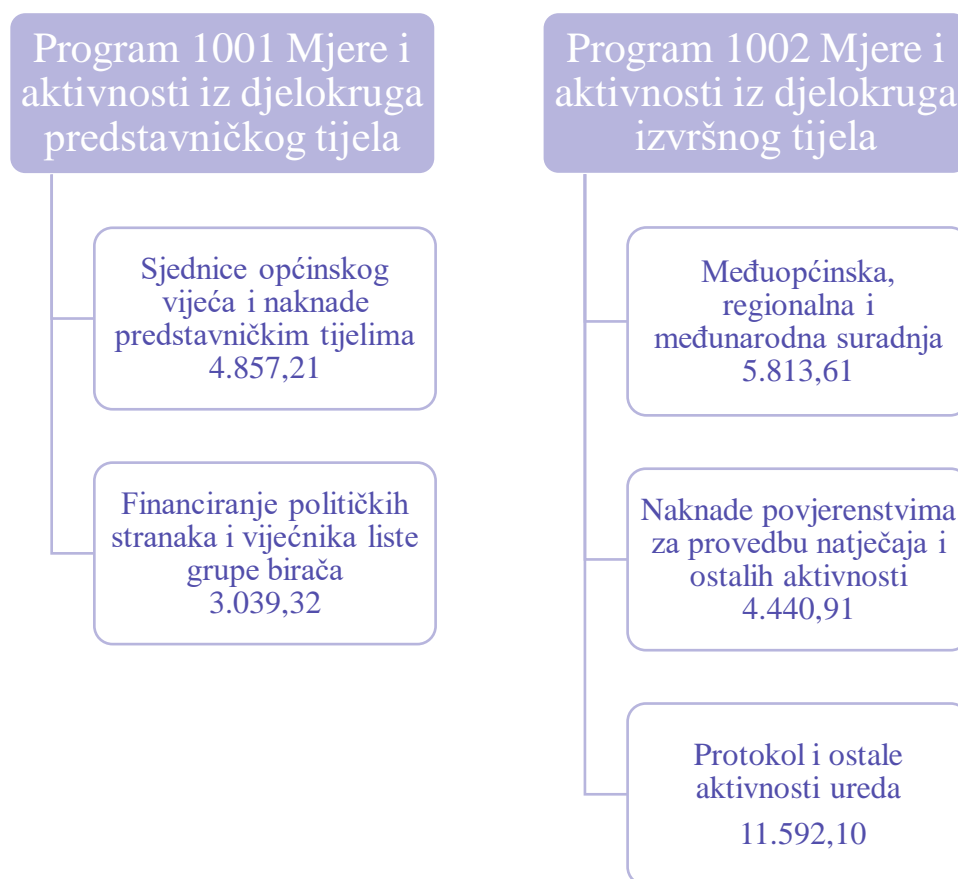 Program 1001 Mjere i
aktivnosti iz djelokruga
predstavničkog tijela
Sjednice općinskog
vijeća i naknade
predstavničkim tijelima
4.857,21
Financiranje političkih
stranaka i vijećnika liste
grupe birača
3.039,32
Program 1002 Mjere i
aktivnosti iz djelokruga
izvršnog tijela
Međuopćinska,
regionalna i
međunarodna suradnja
5.813,61
Naknade povjerenstvima
za provedbu natječaja i
ostalih aktivnosti
4.440,91
Protokol i ostale
aktivnosti ureda
11.592,10